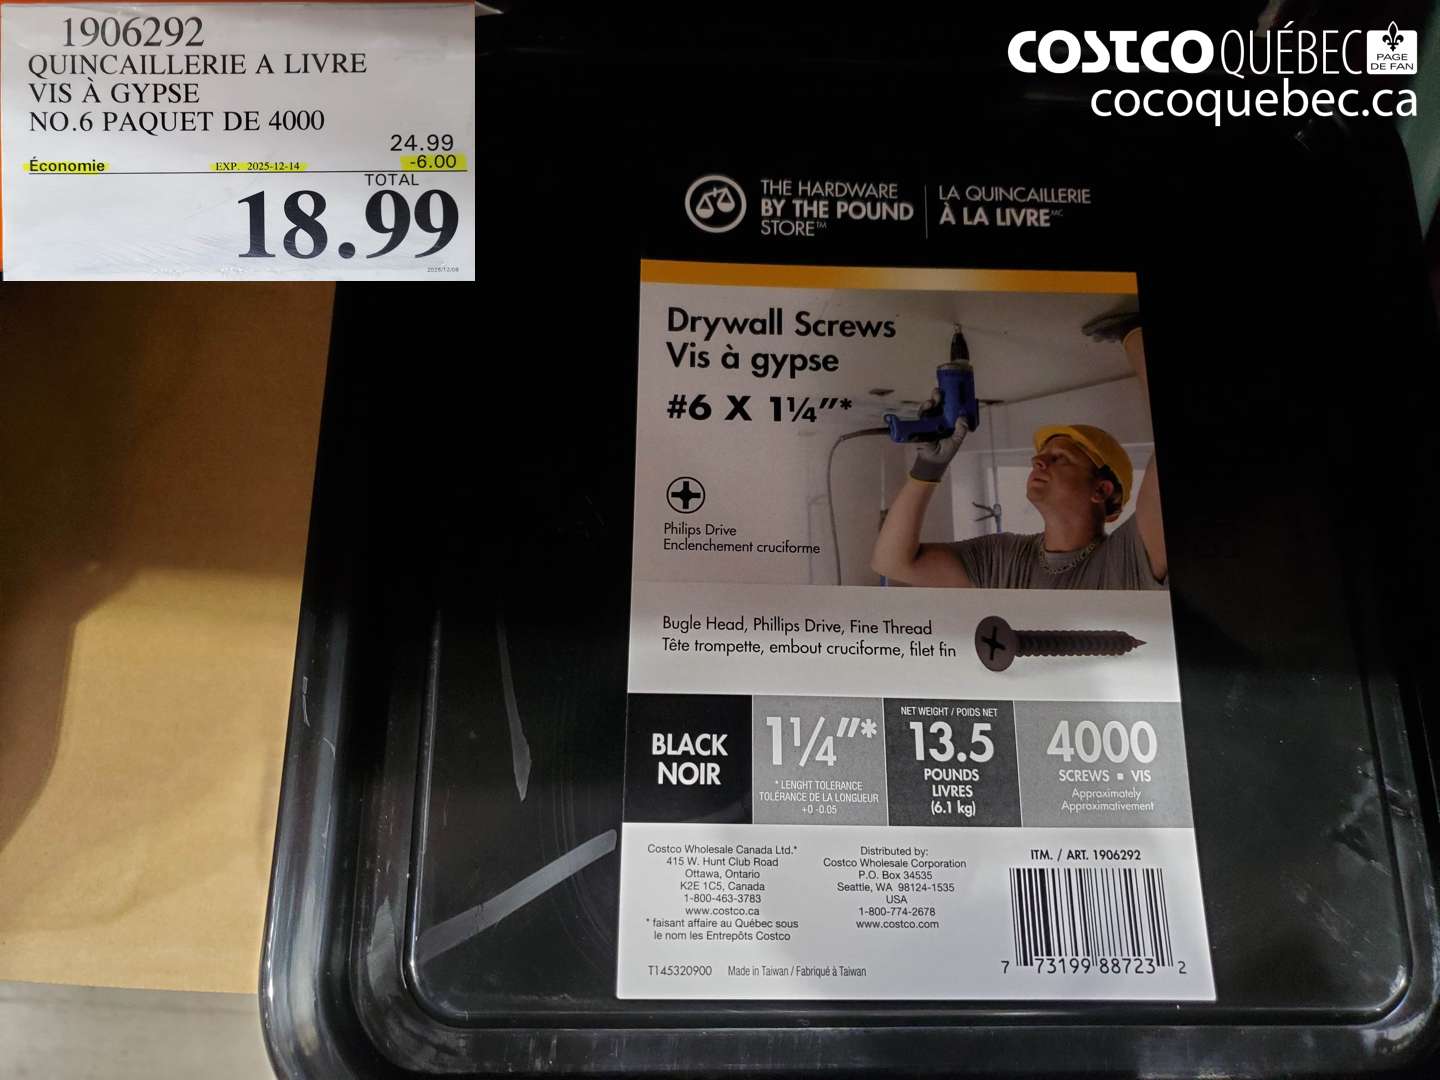 1906292
QUINCAILLERIE A LIVRE
VIS À GYPSE
NO.6 PAQUET DE 4000
24.99
Économie EXP. 2025-12-14 -6.00
TOTAL
18.99
COSTCO QUÉBEC PAGE DE FAN
cocoquebec.ca
THE HARDWARE
BY THE POUND
STORE™
LA QUINCAILLERIE
À LA LIVRE MC
Drywall Screws
Vis à gypse
#6 X 1¼"*
Philips Drive
Enclenchement cruciforme
Bugle Head, Phillips Drive, Fine Thread
Tête trompette, embout cruciforme, filet fin
BLACK
NOIR
1¼"*
* LENGHT TOLERANCE
TOLÉRANCE DE LA LONGUEUR
+0 -0.05
NET WEIGHT / POIDS NET
13.5
POUNDS
LIVRES
(6.1 kg)
4000
SCREWS ▪ VIS
Approximately
Approximativement
Costco Wholesale Canada Ltd.*
415 W. Hunt Club Road
Ottawa, Ontario
K2E 1C5, Canada
1-800-463-3783
www.costco.ca
* faisant affaire au Québec sous
le nom les Entrepôts Costco
Distributed by:
Costco Wholesale Corporation
P.O. Box 34535
Seattle, WA 98124-1535
USA
1-800-774-2678
www.costco.com
ITM. / ART. 1906292
7 73199 88723 2
T145320900 Made in Taiwan / Fabriqué à Taiwan